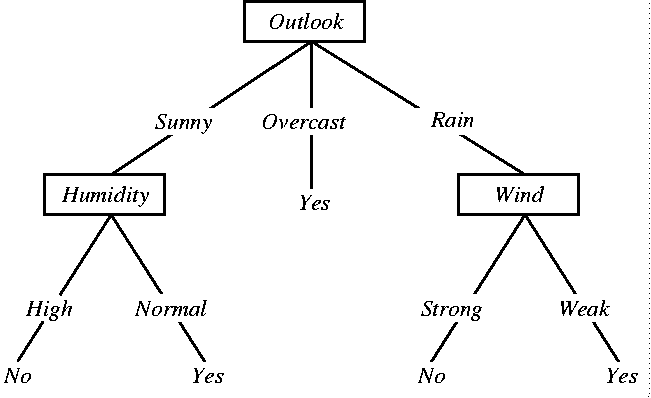 Outlook
Sunny Overcast Rain
Humidity Yes Wind
High Normal Strong Weak
No Yes No Yes